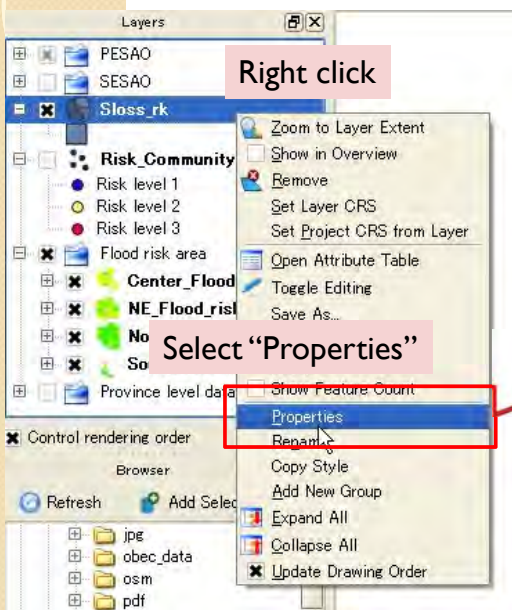 Layers
PESAO
SESAO
Right click
Sloss_rk
Zoom to Layer Extent
Show in Overview
Risk_Community
Remove
Risk level 1
Set Layer CRS
Risk level 2
Set Project CRS from Layer
Risk level 3
Flood risk area
Open Attribute Table
Center_Flood
Toggle Editing
NE_Flood_risk
Save As...
No
Select “Properties”
So
Province level data
Show Feature Count
Properties
Control rendering order
Rename
Browser
Copy Style
Refresh
Add Selec
Add New Group
jpg
Expand All
obec_data
Collapse All
osm
Update Drawing Order
pdf